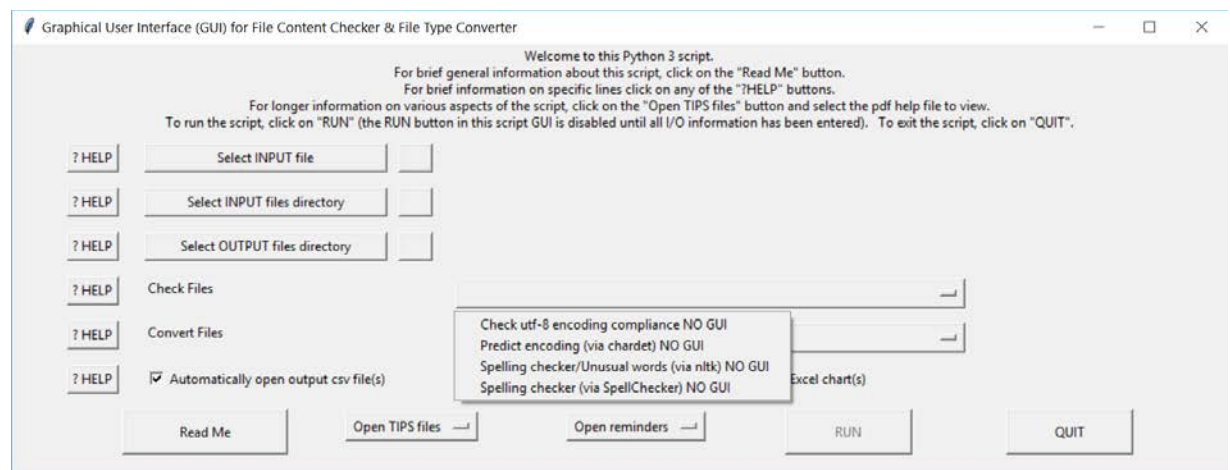 Graphical User Interface (GUI) for File Content Checker & File Type Converter
Welcome to this Python 3 script.
For brief general information about this script, click on the "Read Me" button.
For brief information on specific lines click on any of the "?HELP" buttons.
For longer information on various aspects of the script, click on the "Open TIPS files" button and select the pdf help file to view.
To run the script, click on "RUN" (the RUN button in this script GUI is disabled until all I/O information has been entered). To exit the script, click on "QUIT".
? HELP Select INPUT file
? HELP Select INPUT files directory
? HELP Select OUTPUT files directory
? HELP Check Files
? HELP Convert Files
Check utf-8 encoding compliance NO GUI
Predict encoding (via chardet) NO GUI
Spelling checker/Unusual words (via nltk) NO GUI
Spelling checker (via SpellChecker) NO GUI
? HELP Automatically open output csv file(s) Excel chart(s)
Read Me Open TIPS files Open reminders RUN QUIT